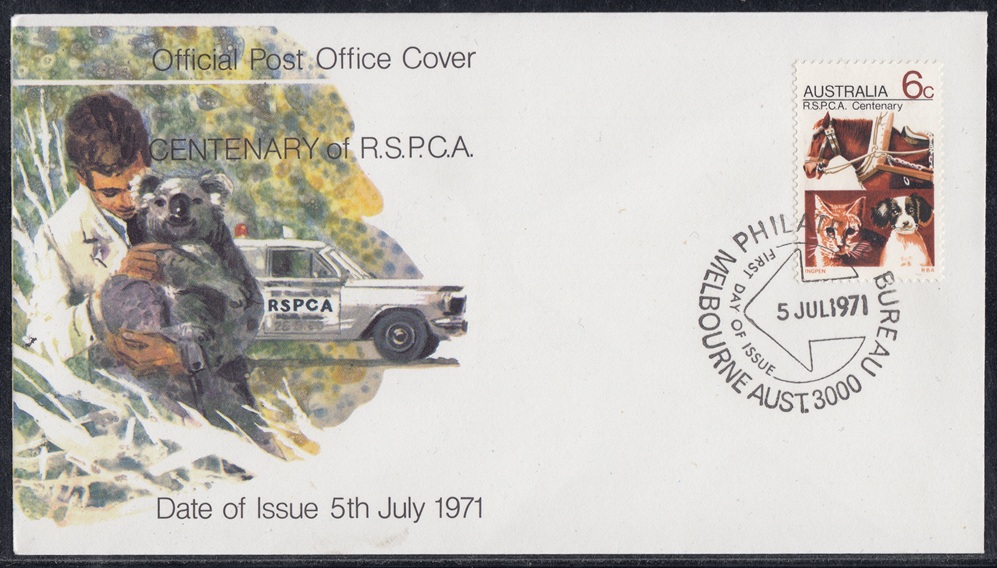 Official Post Office Cover
CENTENARY of R.S.P.C.A.
RSPCA
Date of Issue 5th July 1971
AUSTRALIA 6c
R.S.P.C.A. Centenary
INGPEN RBA
PHILAT BUREAU
FIRST DAY OF ISSUE
5 JUL 1971
MELBOURNE AUST. 3000